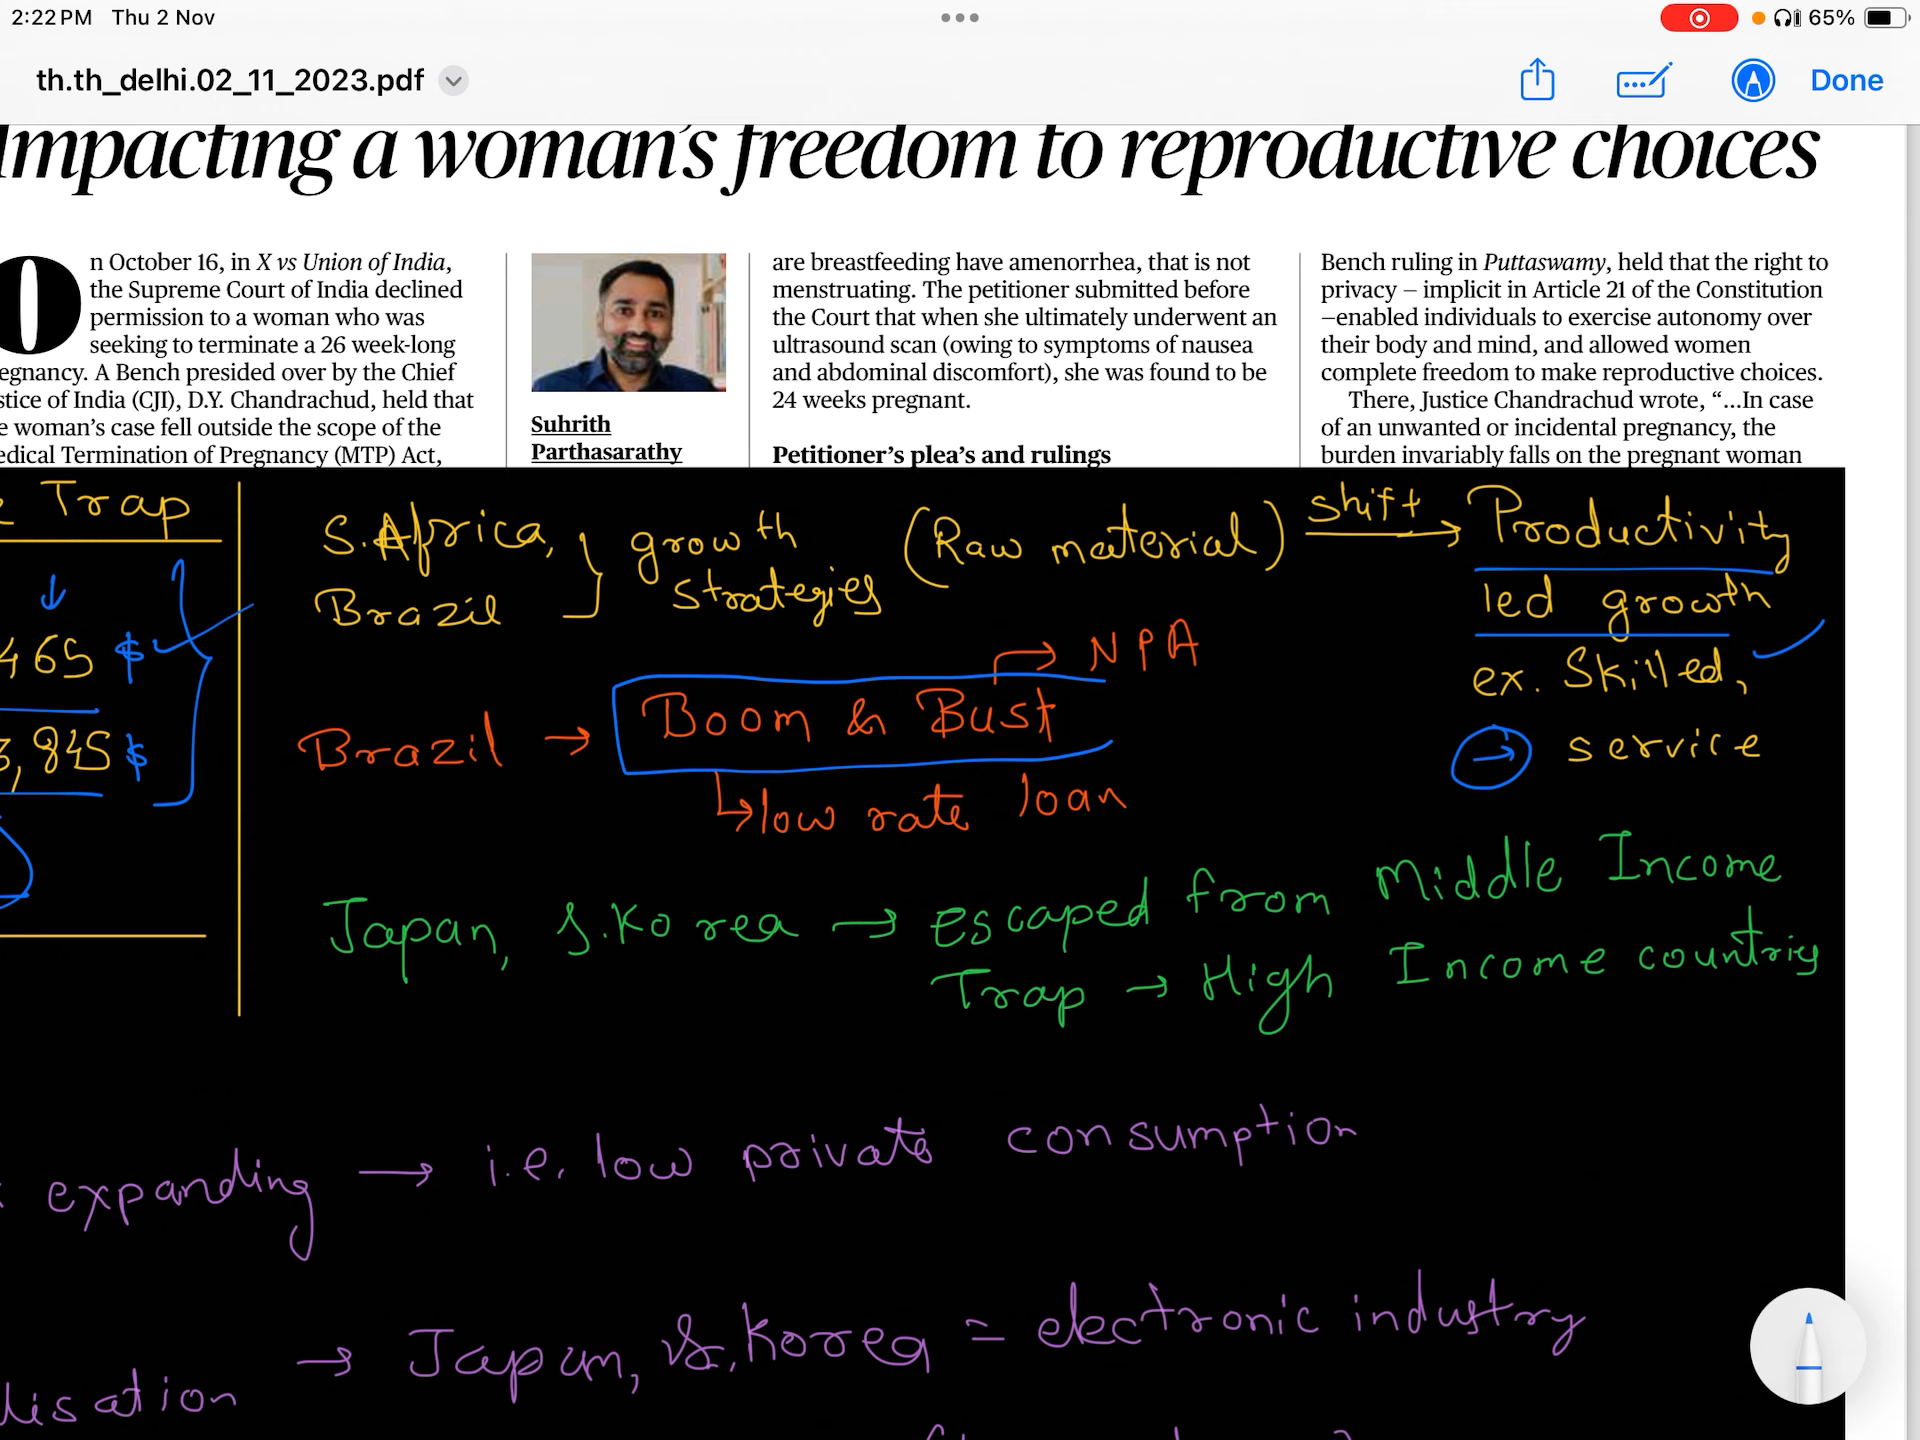 2:22 PM Thu 2 Nov
65%
th.th_delhi.02_11_2023.pdf
Done
Impacting a woman's freedom to reproductive choices
On October 16, in X vs Union of India,
the Supreme Court of India declined
permission to a woman who was
seeking to terminate a 26 week-long
egnancy. A Bench presided over by the Chief
stice of India (CJI), D.Y. Chandrachud, held that
e woman's case fell outside the scope of the
edical Termination of Pregnancy (MTP) Act,
Suhrith
Parthasarathy
are breastfeeding have amenorrhea, that is not
menstruating. The petitioner submitted before
the Court that when she ultimately underwent an
ultrasound scan (owing to symptoms of nausea
and abdominal discomfort), she was found to be
24 weeks pregnant.
Petitioner's plea's and rulings
Bench ruling in Puttaswamy, held that the right to
privacy – implicit in Article 21 of the Constitution
–enabled individuals to exercise autonomy over
their body and mind, and allowed women
complete freedom to make reproductive choices.
There, Justice Chandrachud wrote, “...In case
of an unwanted or incidental pregnancy, the
burden invariably falls on the pregnant woman
Trap
↓
465 $
3,845 $
S.Africa, } growth (Raw material) shift → Productivity
Brazil strategies led growth
ex. Skilled,
→ service
→ NPA
Brazil → Boom & Bust
↳ low rate loan
Japan, S.Korea → escaped from Middle Income
Trap → High Income countries
expanding → i.e. low private consumption
lisation → Japan, S.Korea = electronic industry